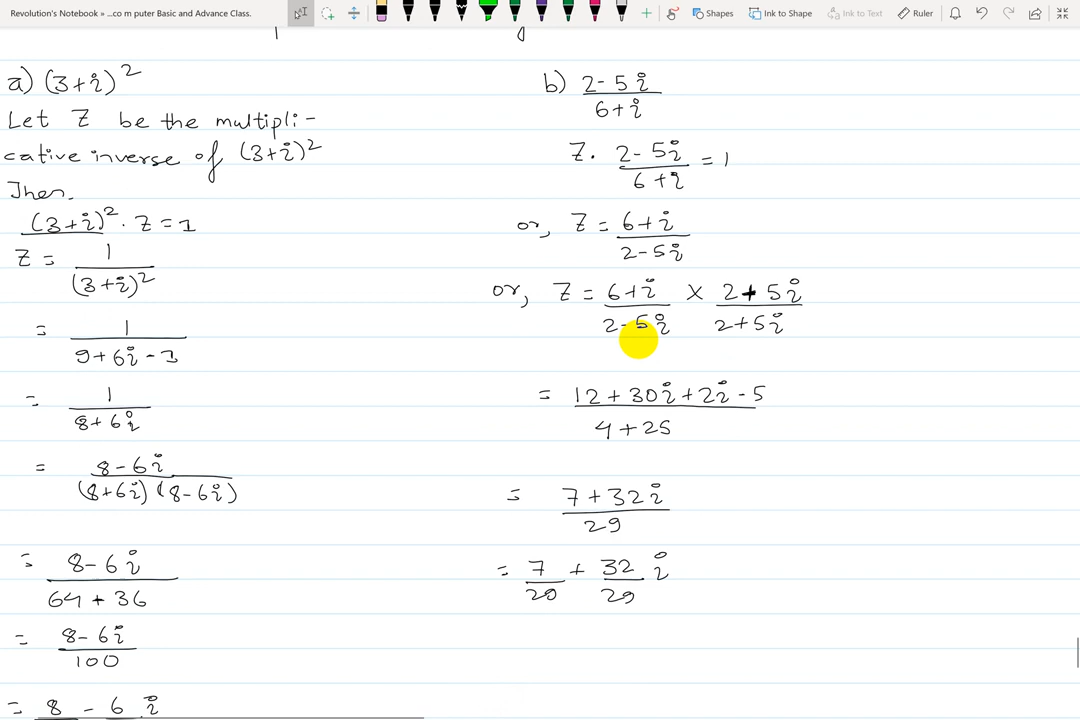 Revolution's Notebook » ...co m puter Basic and Advance Class.
Shapes
Ink to Shape
Ink to Text
Ruler
a) (3+i)²
Let Z be the multipli-
cative inverse of (3+i)²
Then.
(3+i)² · Z = 1
Z = 1/(3+i)²
= 1/(9+6i-1)
= 1/(8+6i)
= (8-6i)/((8+6i)(8-6i))
= (8-6i)/(64+36)
= (8-6i)/100
= 8 - 6 i
b) (2-5i)/(6+i)
Z. (2-5i)/(6+i) = 1
or, Z = (6+i)/(2-5i)
or, Z = (6+i)/(2-5i) × (2+5i)/(2+5i)
= (12+30i+2i-5)/(4+25)
= (7+32i)/29
= 7/29 + 32/29 i